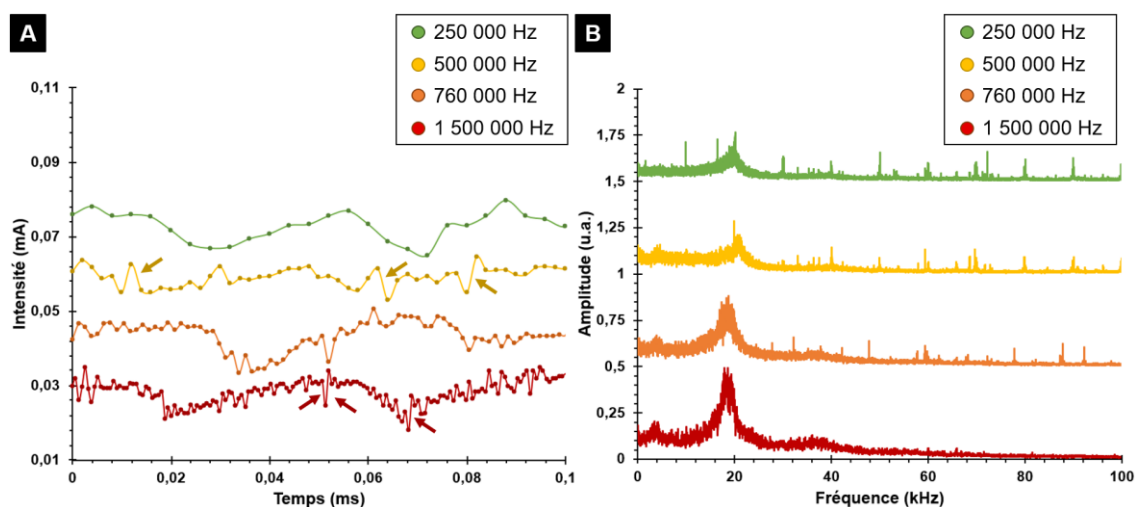 A
250 000 Hz
500 000 Hz
760 000 Hz
1 500 000 Hz
Intensité (mA)
0,11
0,09
0,07
0,05
0,03
0,01
0 0,02 0,04 0,06 0,08 0,1
Temps (ms)
B
250 000 Hz
500 000 Hz
760 000 Hz
1 500 000 Hz
Amplitude (u.a.)
2
1,75
1,5
1,25
1
0,75
0,5
0,25
0
0 20 40 60 80 100
Fréquence (kHz)